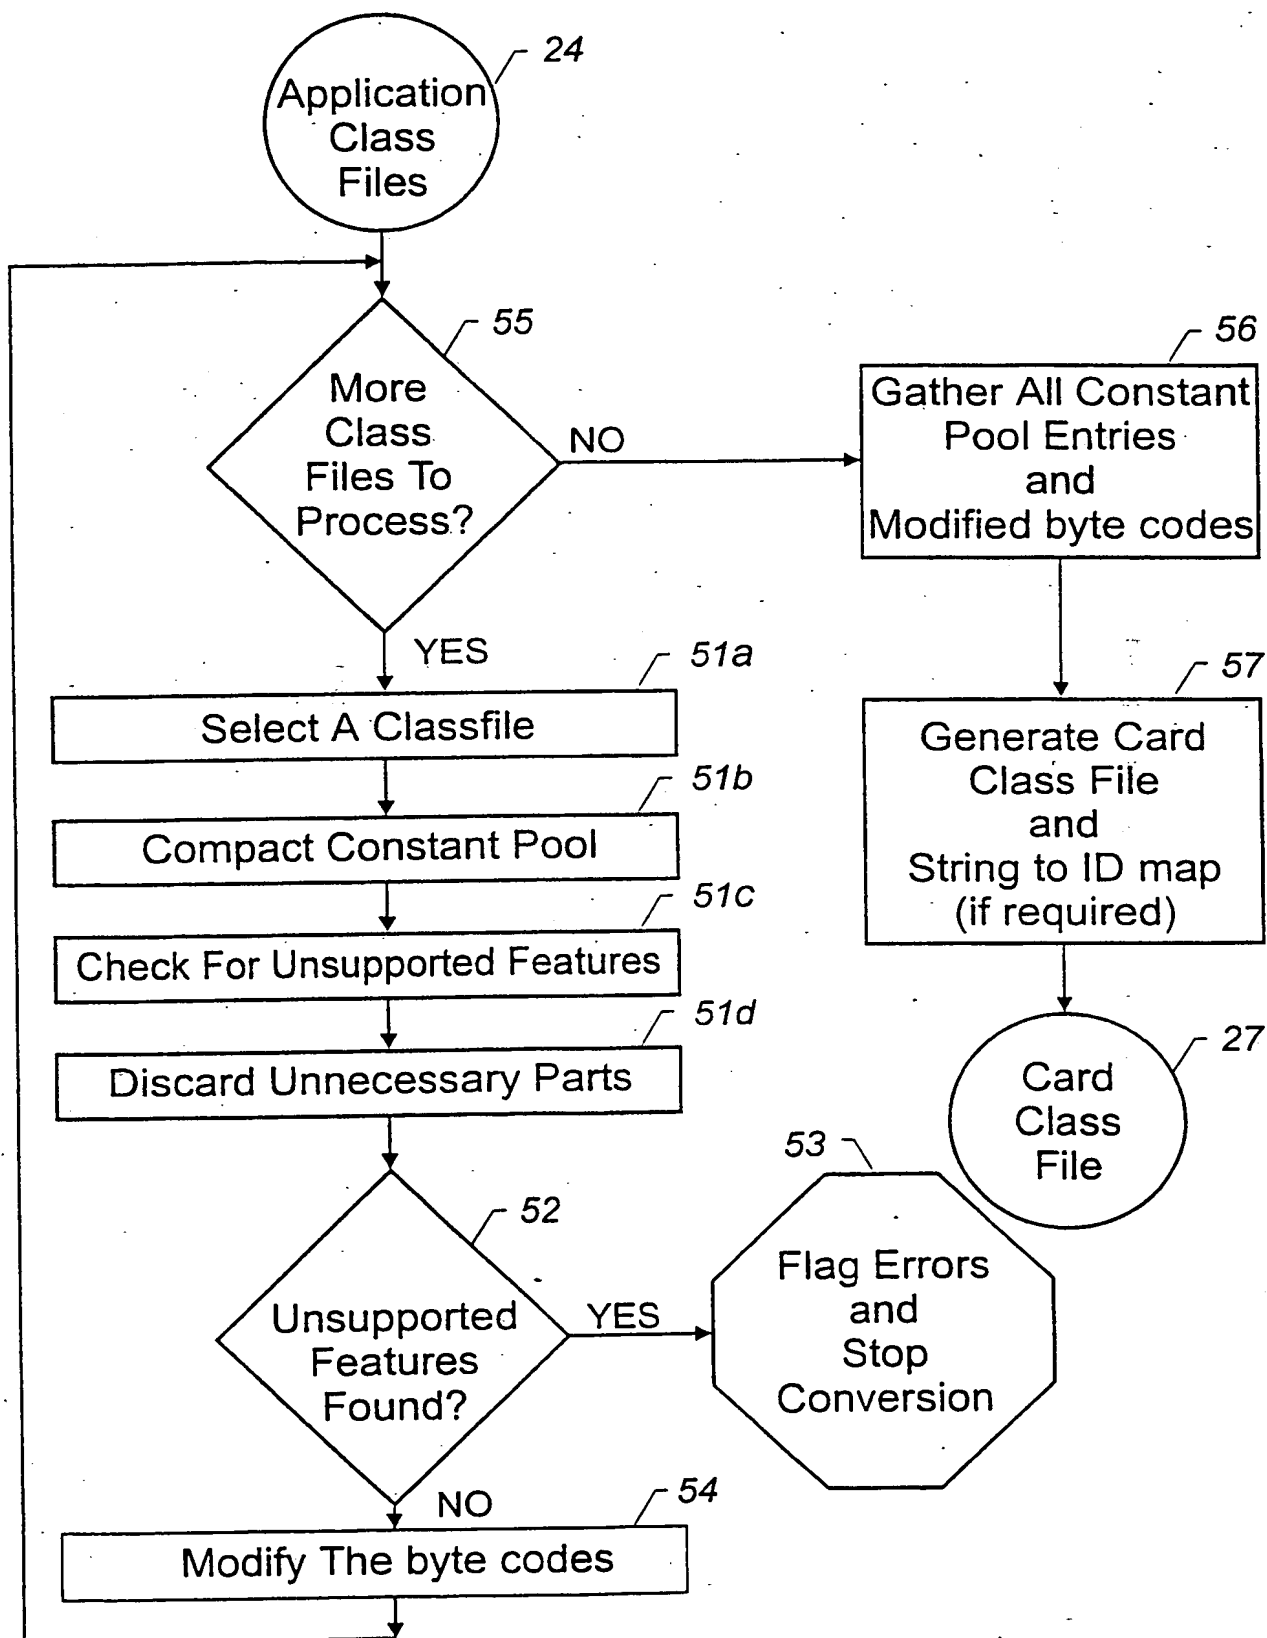 24
Application
Class
Files
55
More
Class
Files To
Process?
NO
YES
56
Gather All Constant
Pool Entries
and
Modified byte codes
51a
Select A Classfile
57
Generate Card
Class File
and
String to ID map
(if required)
51b
Compact Constant Pool
51c
Check For Unsupported Features
51d
Discard Unnecessary Parts
27
Card
Class
File
52
Unsupported
Features
Found?
YES
NO
53
Flag Errors
and
Stop
Conversion
54
Modify The byte codes